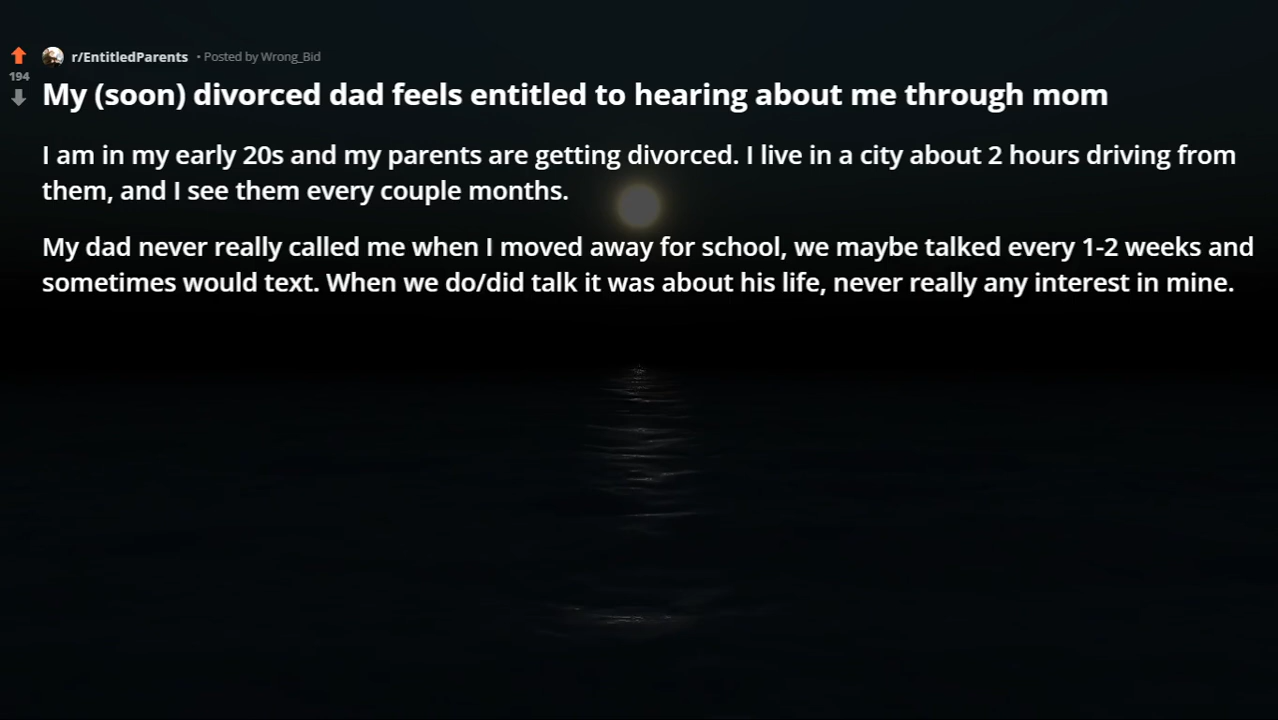 r/EntitledParents • Posted by Wrong_Bid
194
My (soon) divorced dad feels entitled to hearing about me through mom
I am in my early 20s and my parents are getting divorced. I live in a city about 2 hours driving from
them, and I see them every couple months.
My dad never really called me when I moved away for school, we maybe talked every 1-2 weeks and
sometimes would text. When we do/did talk it was about his life, never really any interest in mine.